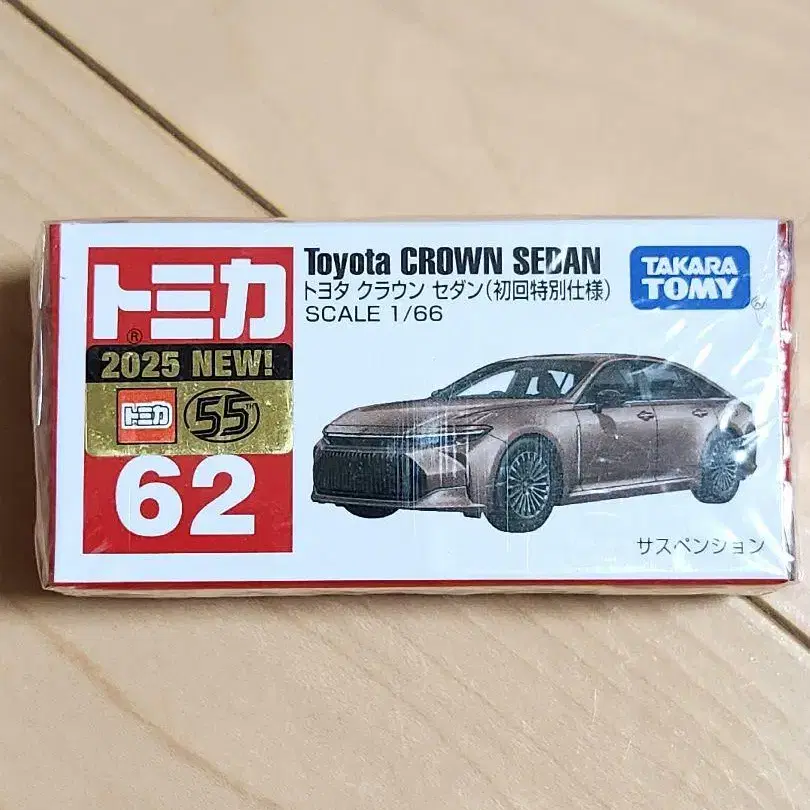 トミカ
®
2025 NEW!
トミカ 55TH
62
Toyota CROWN SEDAN
トヨタ クラウン セダン(初回特別仕様)
SCALE 1/66
TAKARA
TOMY
サスペンション